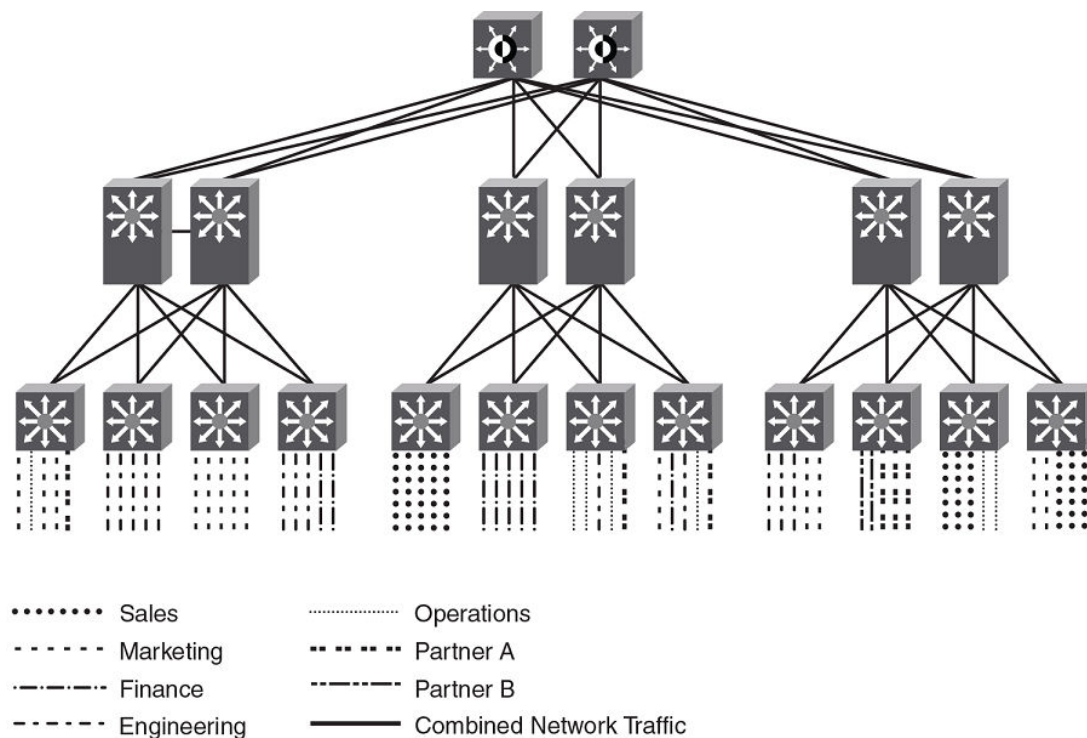 Sales
Marketing
Finance
Engineering
Operations
Partner A
Partner B
Combined Network Traffic